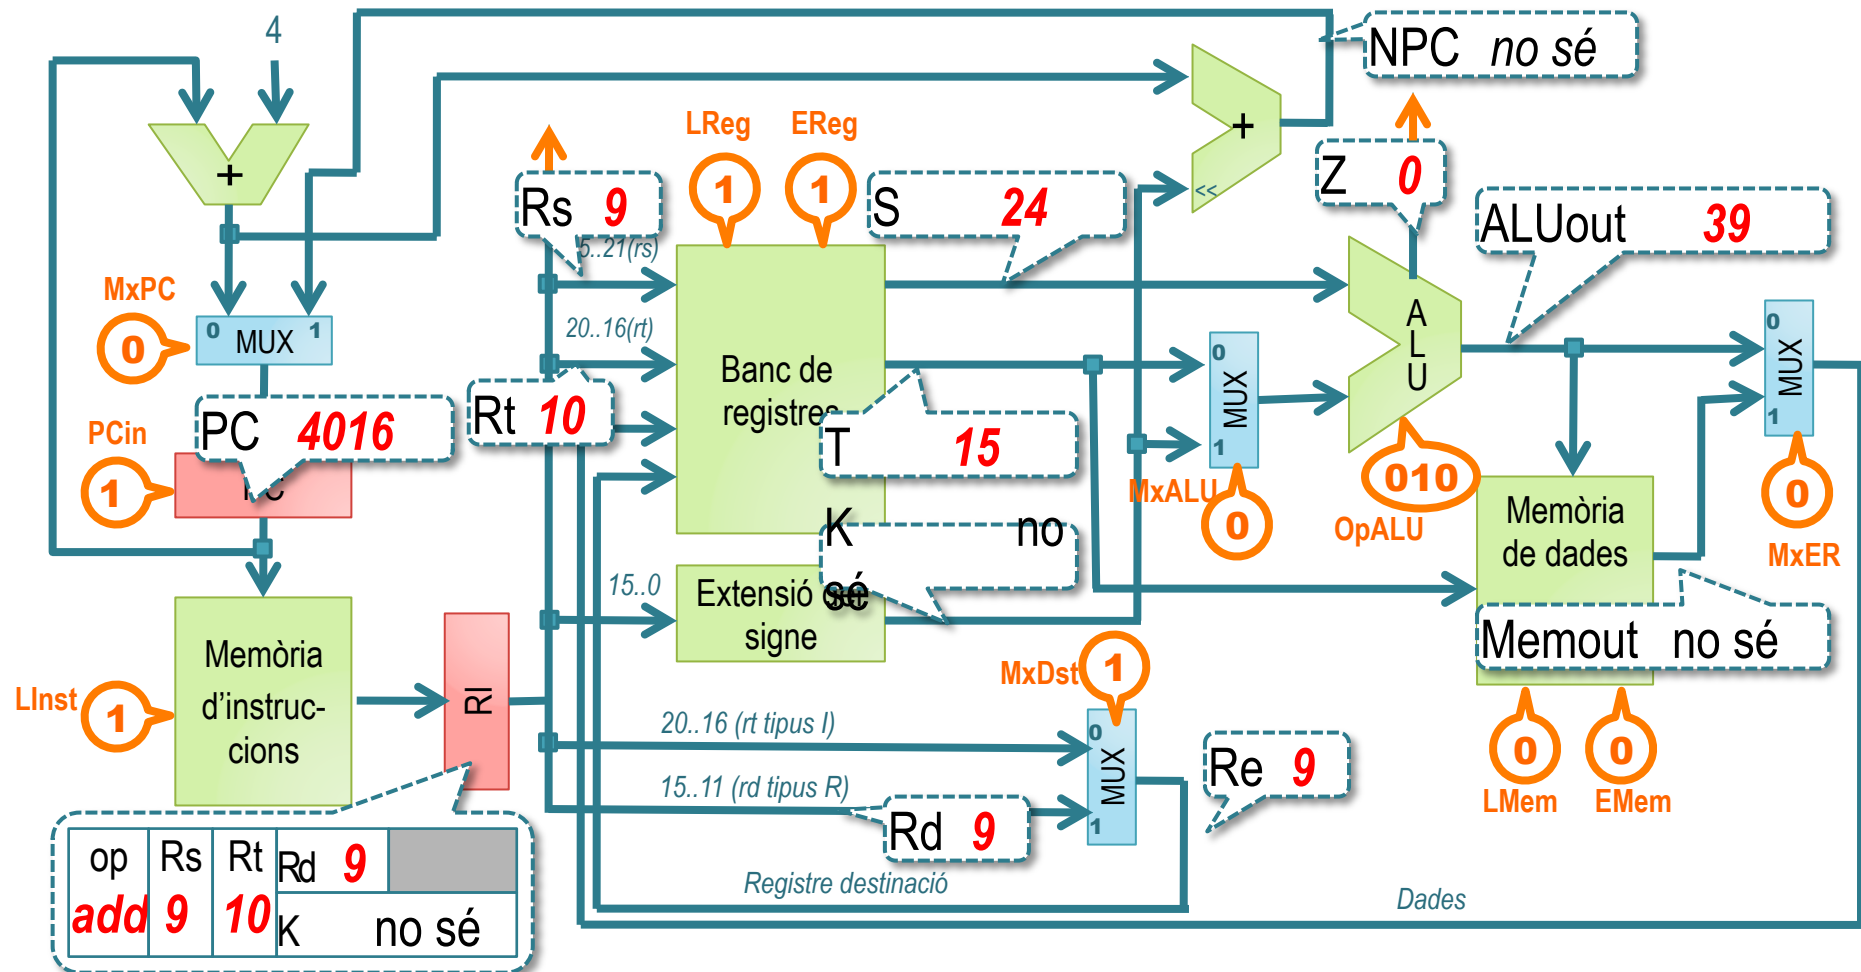 4
NPC no sé
+
LReg
EReg
+
<<
1
1
Rs 9
S 24
Z 0
ALUout 39
5..21(rs)
MxPC
0
0 MUX 1
20..16(rt)
Banc de
registres
0
MUX
1
ALU
0
MUX
1
PC 4016
PCin
1
Rt 10
T 15
MxALU
0
010
OpALU
0
MxER
K no
sé
Memòria
de dades
15..0
Extensió
signe
Memout no sé
Memòria
d'instruc-
cions
LInst
1
RI
MxDst
1
20..16 (rt tipus I)
0
MUX
1
15..11 (rd tipus R)
Rd 9
Re 9
0
0
LMem
EMem
op Rs Rt Rd 9
add 9 10 K no sé
Registre destinació
Dades